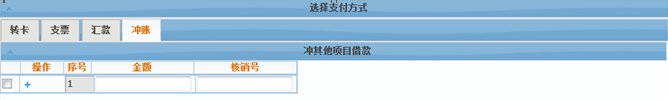 选择支付方式
转卡 支票 汇款 冲账
冲其他项目借款
操作 序号 金额 核销号
1